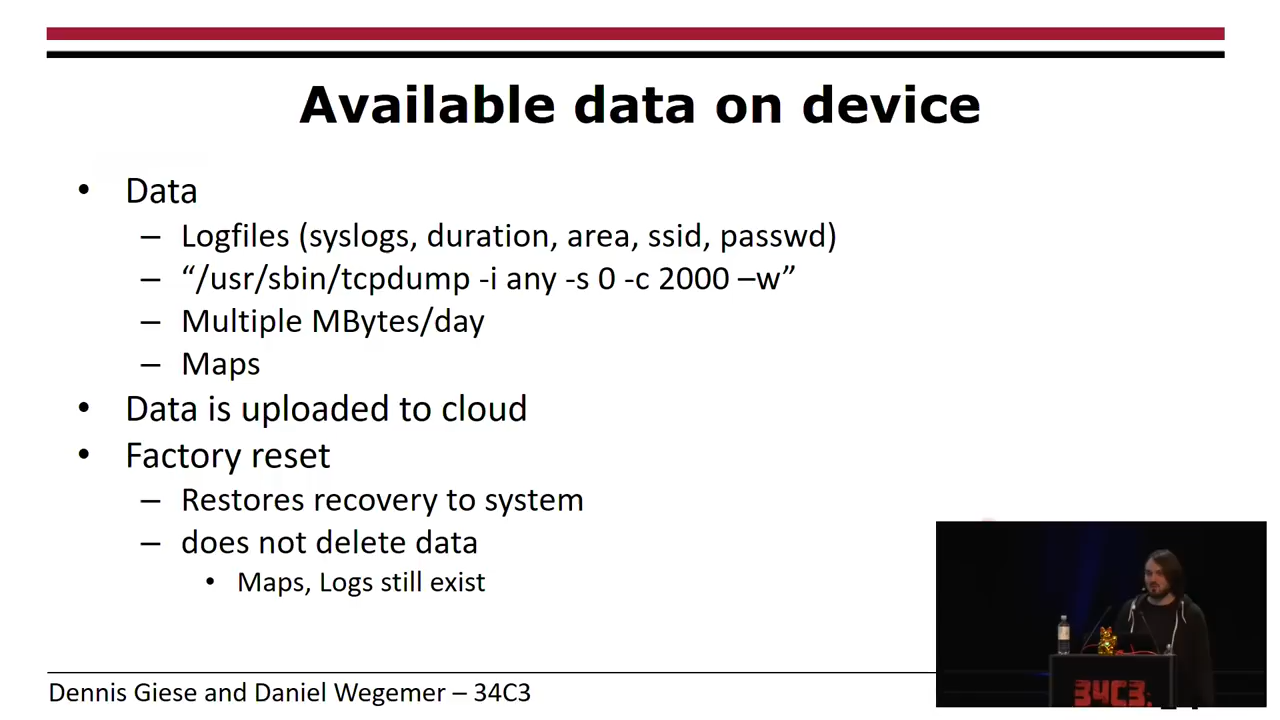 Available data on device
• Data
– Logfiles (syslogs, duration, area, ssid, passwd)
– “/usr/sbin/tcpdump -i any -s 0 -c 2000 –w”
– Multiple MBytes/day
– Maps
• Data is uploaded to cloud
• Factory reset
– Restores recovery to system
– does not delete data
• Maps, Logs still exist
Dennis Giese and Daniel Wegemer – 34C3
34C3